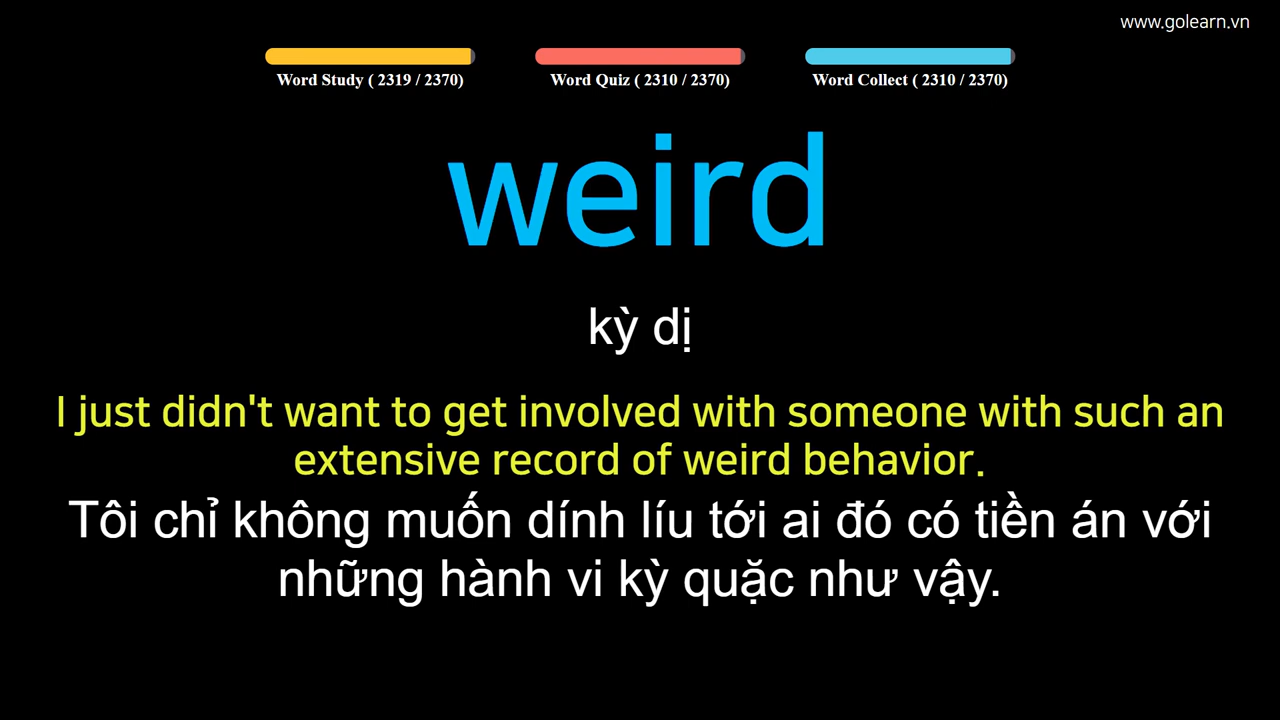 www.golearn.vn
Word Study ( 2319 / 2370)
Word Quiz ( 2310 / 2370)
Word Collect ( 2310 / 2370)
weird
kỳ dị
I just didn't want to get involved with someone with such an
extensive record of weird behavior.
Tôi chỉ không muốn dính líu tới ai đó có tiền án với
những hành vi kỳ quặc như vậy.